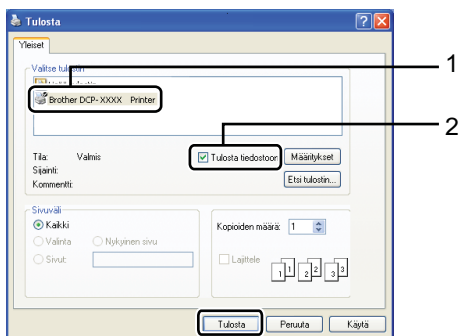 Tulosta
Yleiset
Valitse tulostin
Brother DCP-XXXX Printer
1
2
Tila: Valmis
Sijainti:
Kommentti:
Tulosta tiedostoon
Määritykset
Etsi tulostin...
Sivuväli
Kaikki
Valinta
Nykyinen sivu
Sivut:
Kopioiden määrä: 1
Lajittele
1 1 2 2 3 3
Tulosta
Peruuta
Käytä